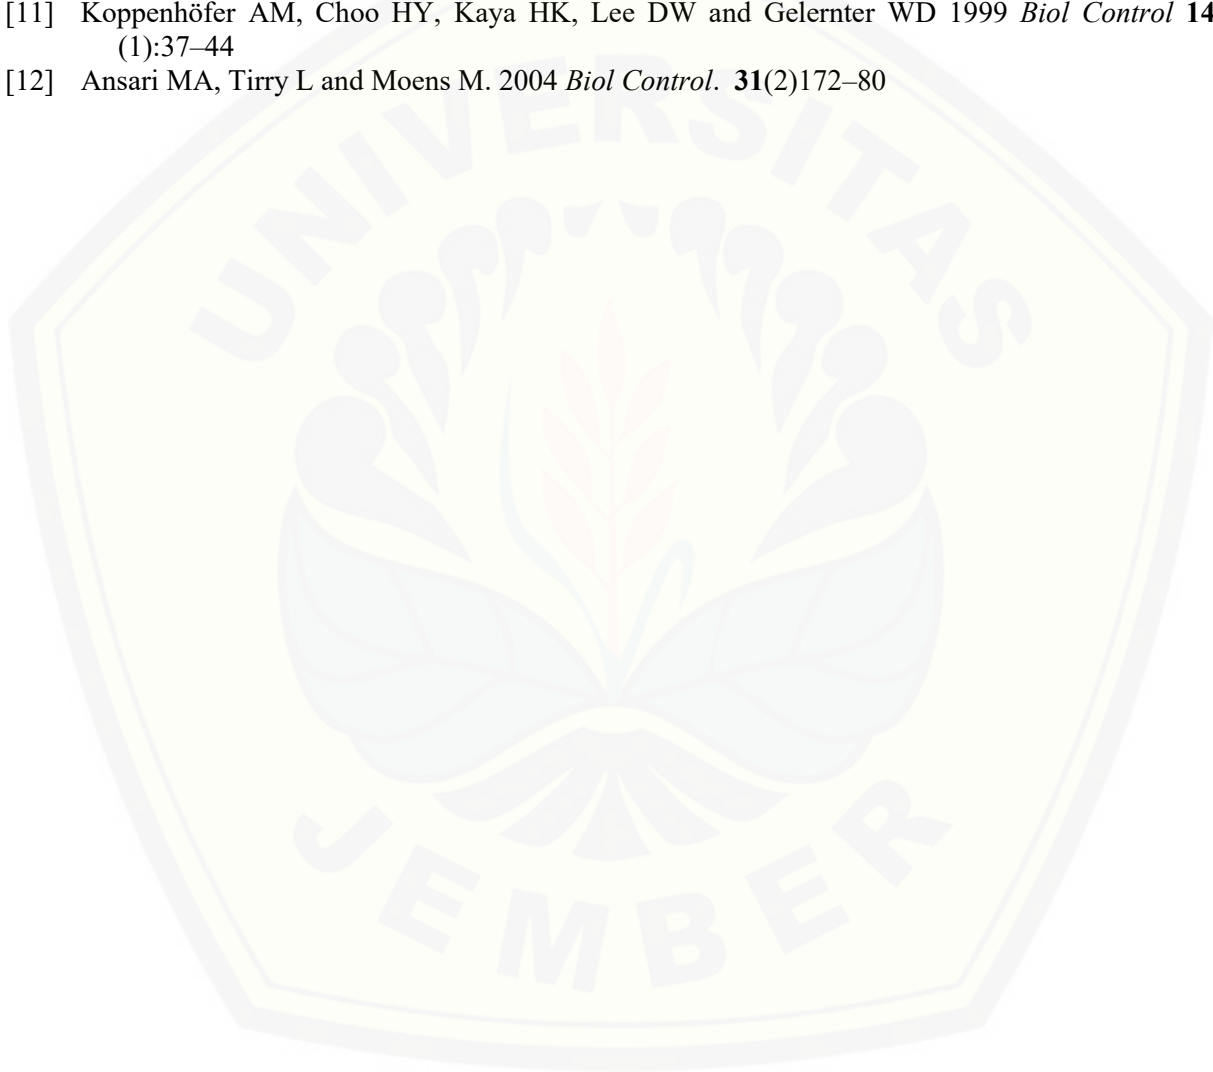 [11] Koppenhöfer AM, Choo HY, Kaya HK, Lee DW and Gelernter WD 1999 Biol Control 14
(1):37–44
[12] Ansari MA, Tirry L and Moens M. 2004 Biol Control. 31(2)172–80
UNIVERSITAS
JEMBER